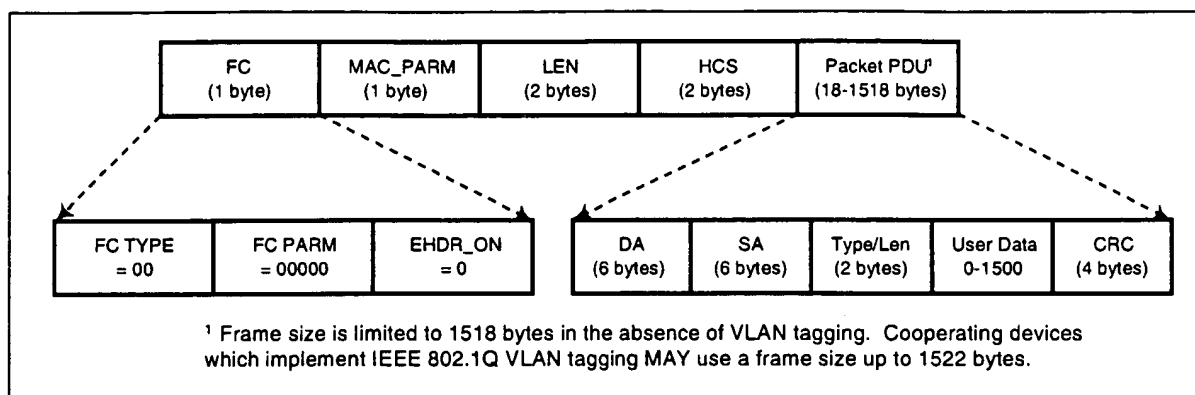 FC MAC_PARM LEN HCS Packet PDU¹
(1 byte) (1 byte) (2 bytes) (2 bytes) (18-1518 bytes)
FC TYPE FC PARM EHDR_ON DA SA Type/Len User Data CRC
= 00 = 00000 = 0 (6 bytes) (6 bytes) (2 bytes) 0-1500 (4 bytes)
¹ Frame size is limited to 1518 bytes in the absence of VLAN tagging. Cooperating devices
which implement IEEE 802.1Q VLAN tagging MAY use a frame size up to 1522 bytes.